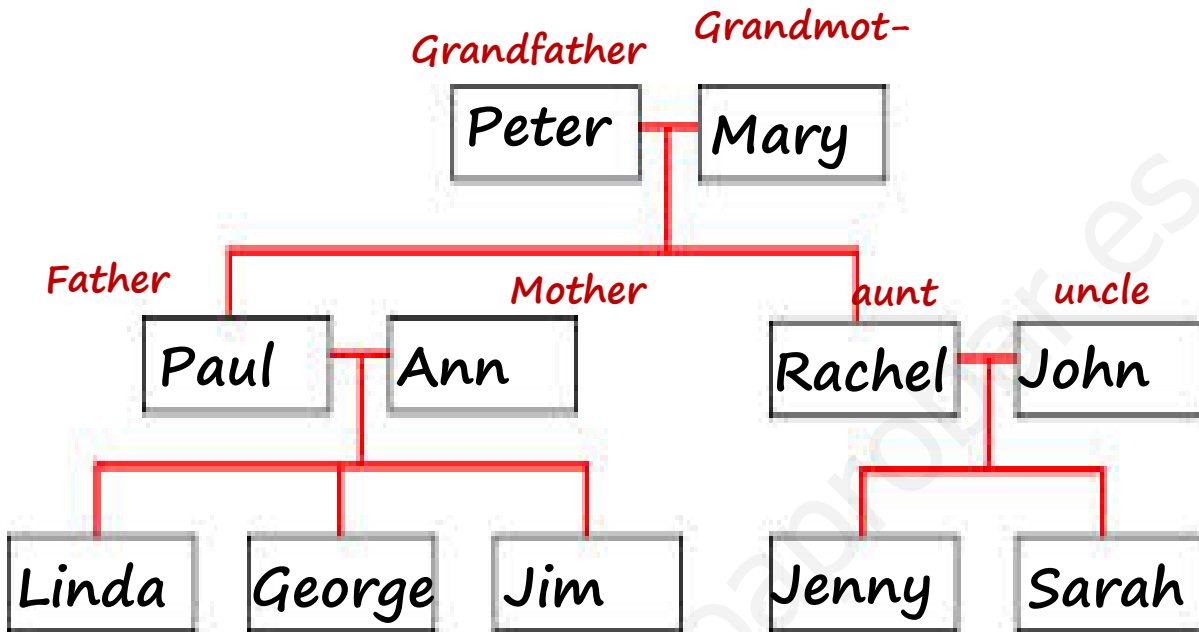 Grandfather
Grandmot-
Peter
Mary
Father
Mother
aunt
uncle
Paul
Ann
Rachel
John
Linda
George
Jim
Jenny
Sarah